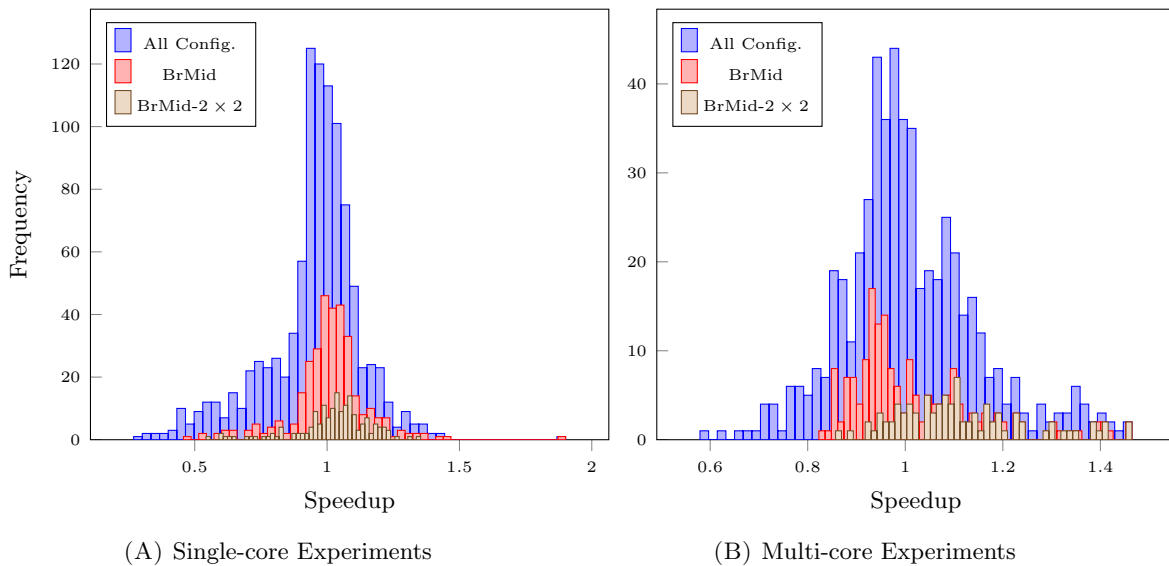 All Config.
BrMid
BrMid-2 × 2
120
100
80
60
40
20
0
Frequency
0.5
1
1.5
2
Speedup
(A) Single-core Experiments
All Config.
BrMid
BrMid-2 × 2
40
30
20
10
0
0.6
0.8
1
1.2
1.4
Speedup
(B) Multi-core Experiments